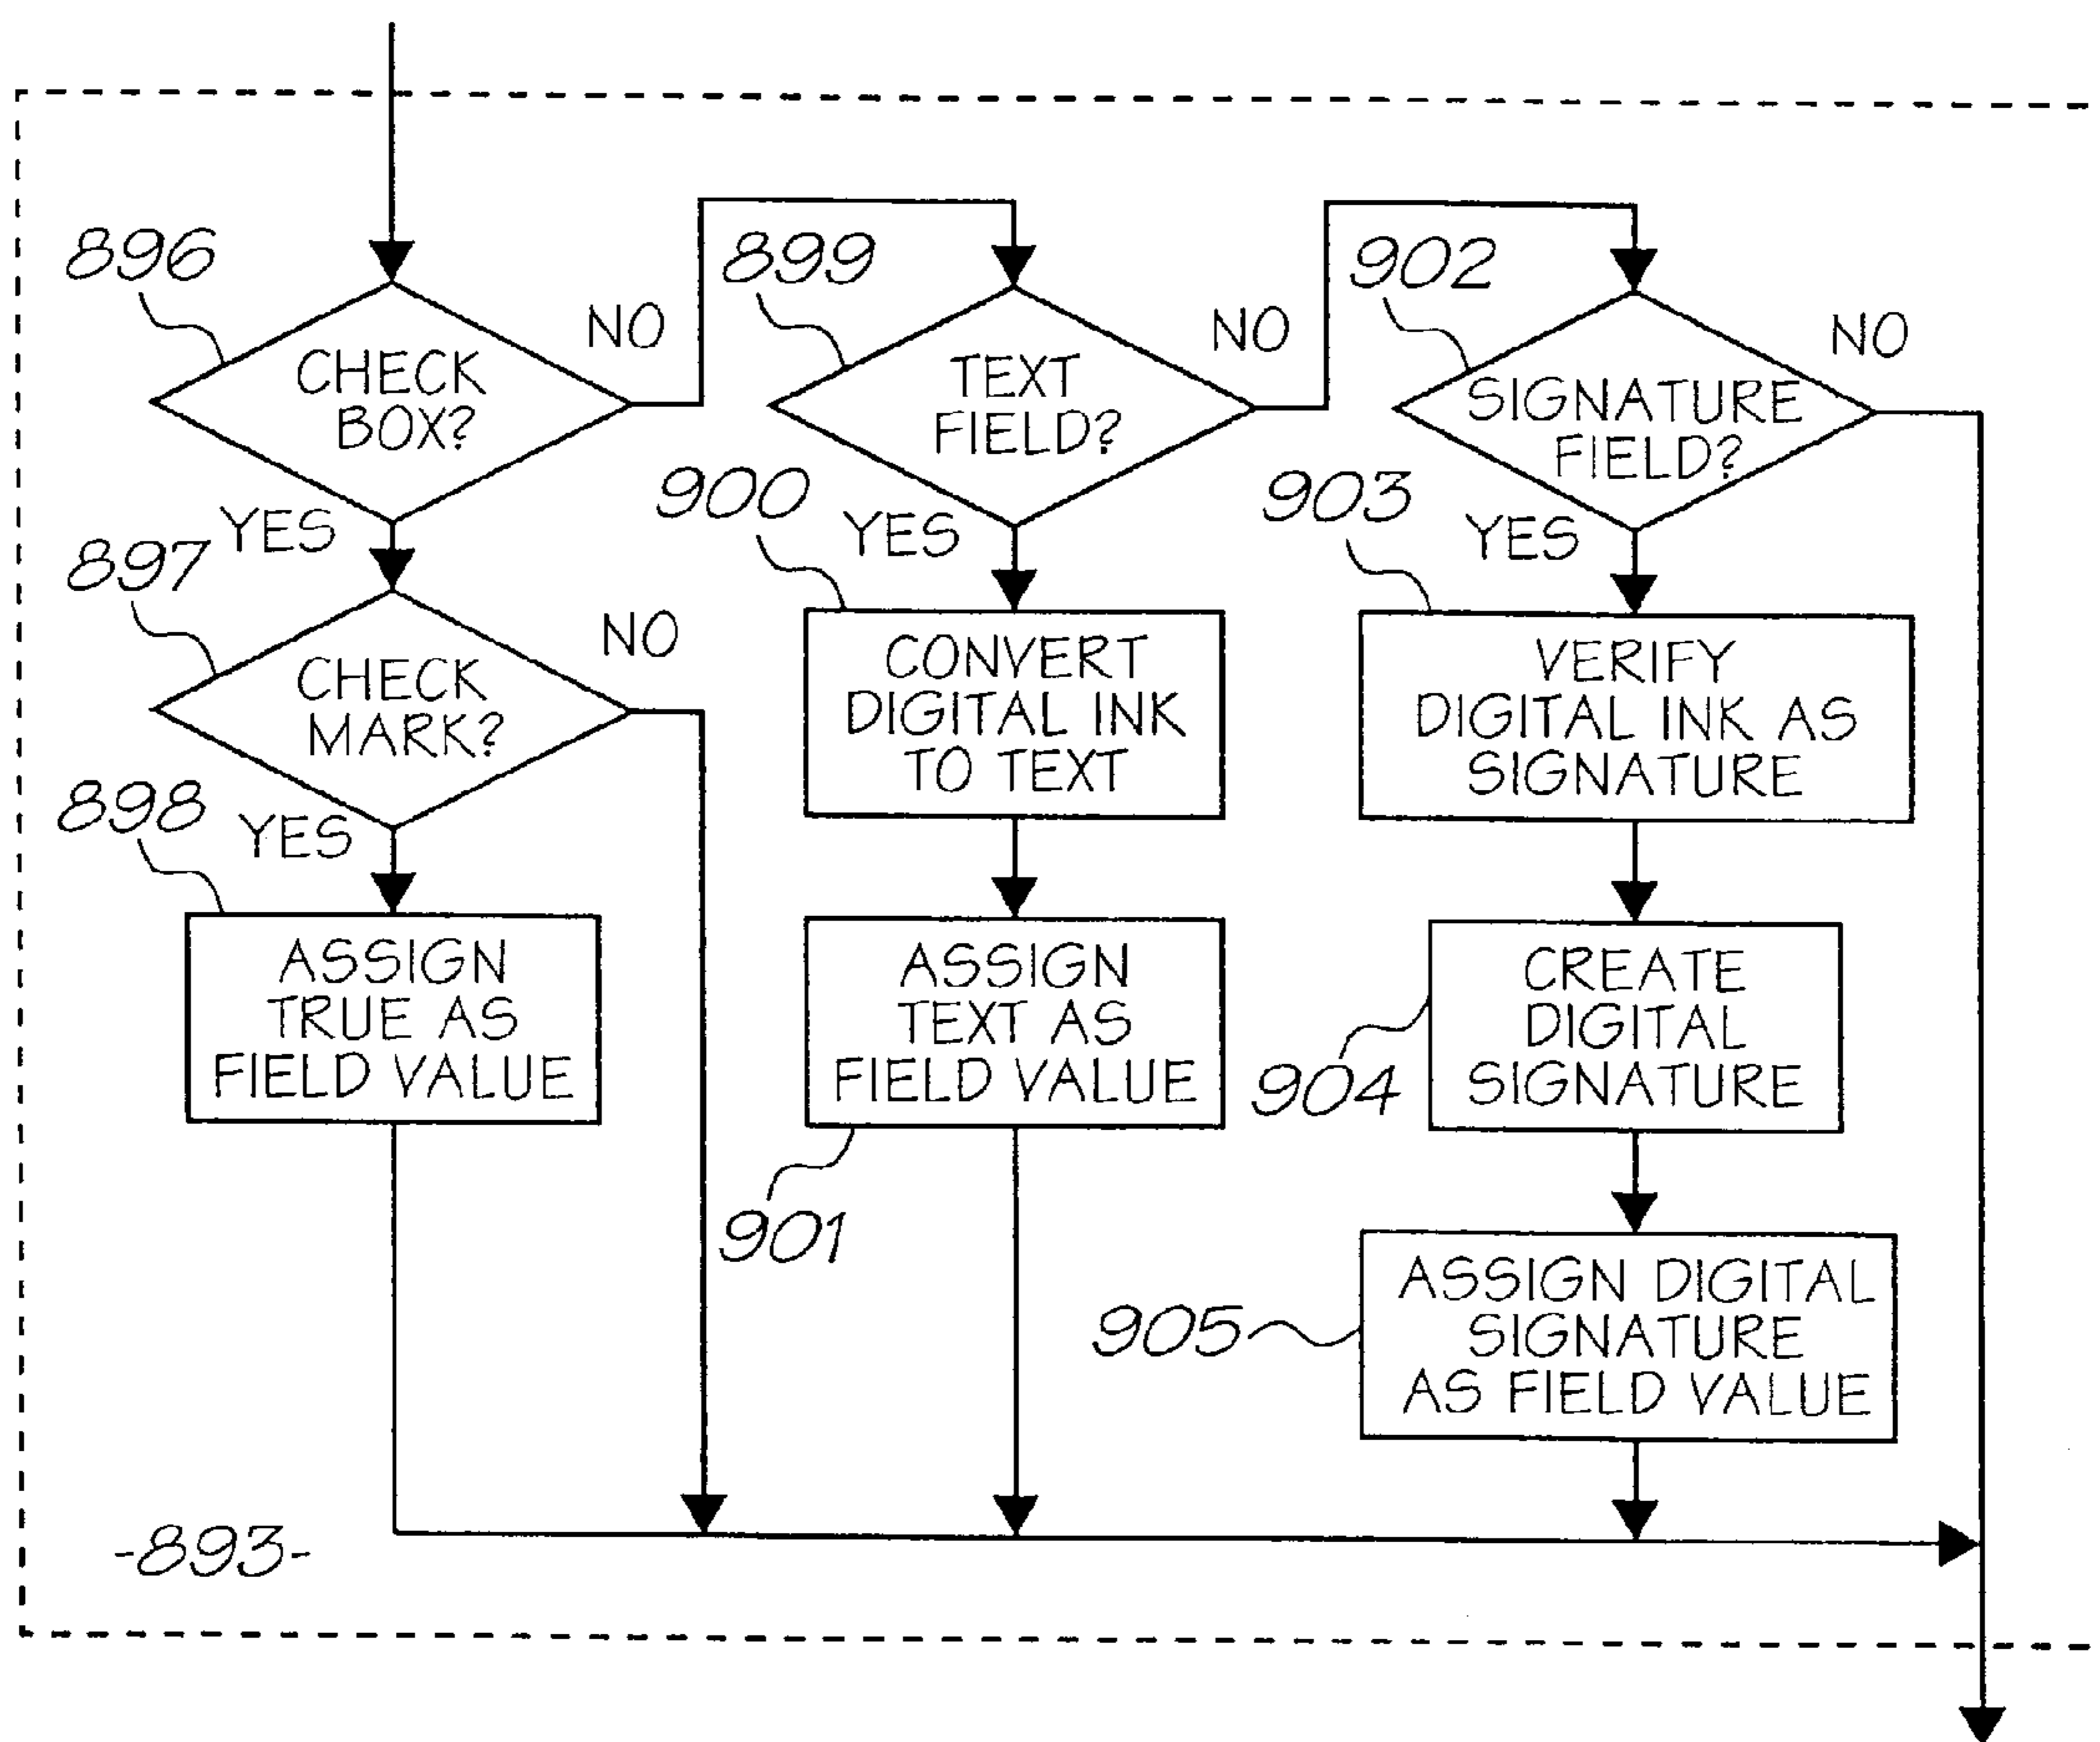 896
CHECK
BOX?
NO
YES
897
CHECK
MARK?
NO
YES
898
ASSIGN
TRUE AS
FIELD VALUE
899
TEXT
FIELD?
NO
YES
900
CONVERT
DIGITAL INK
TO TEXT
ASSIGN
TEXT AS
FIELD VALUE
901
902
SIGNATURE
FIELD?
NO
YES
903
VERIFY
DIGITAL INK AS
SIGNATURE
CREATE
DIGITAL
SIGNATURE
904
ASSIGN DIGITAL
SIGNATURE
AS FIELD VALUE
905
-893-